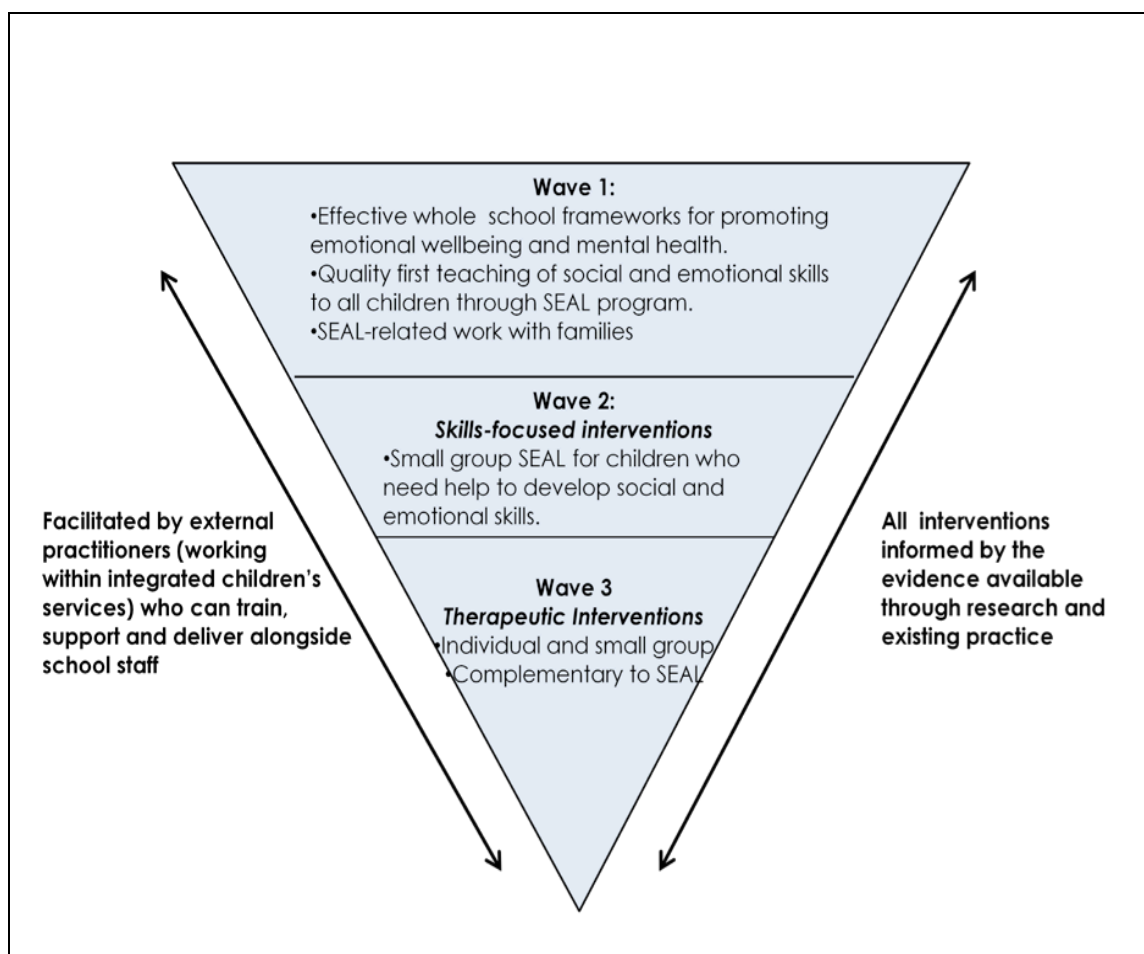 Wave 1:
•Effective whole  school frameworks for promoting
emotional wellbeing and mental health.
•Quality first teaching of social and emotional skills
to all children through SEAL program.
•SEAL-related work with families
Wave 2:
Skills-focused interventions
•Small group SEAL for children who
need help to develop social and
emotional skills.
Facilitated by external
practitioners (working
within integrated children’s
services) who can train,
support and deliver alongside
school staff
Wave 3
Therapeutic Interventions
•Individual and small group
•Complementary to SEAL
All  interventions
informed by the
evidence available
through research and
existing practice